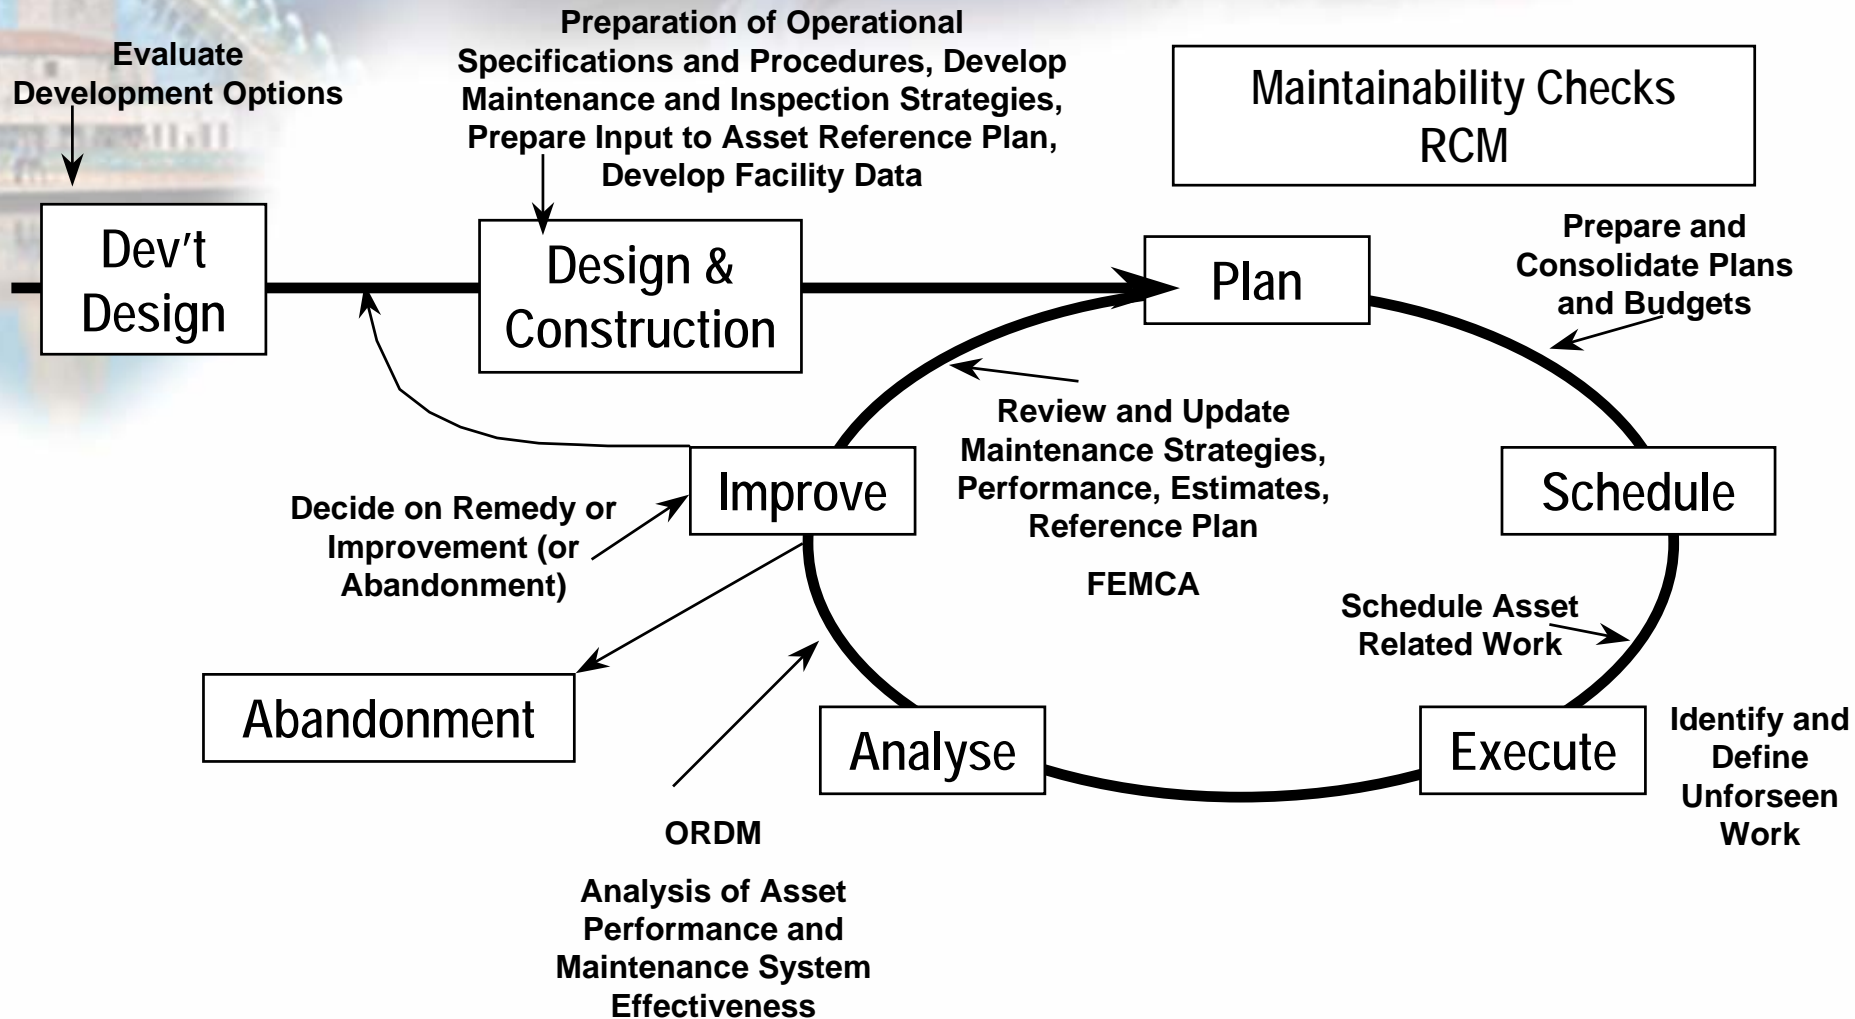 Evaluate
Development Options
Preparation of Operational
Specifications and Procedures, Develop
Maintenance and Inspection Strategies,
Prepare Input to Asset Reference Plan,
Develop Facility Data
Maintainability Checks
RCM
Dev't
Design
Design &
Construction
Plan
Prepare and
Consolidate Plans
and Budgets
Review and Update
Maintenance Strategies,
Performance, Estimates,
Reference Plan
FEMCA
Improve
Schedule
Decide on Remedy or
Improvement (or
Abandonment)
Schedule Asset
Related Work
Abandonment
Analyse
Execute
Identify and
Define
Unforseen
Work
ORDM
Analysis of Asset
Performance and
Maintenance System
Effectiveness